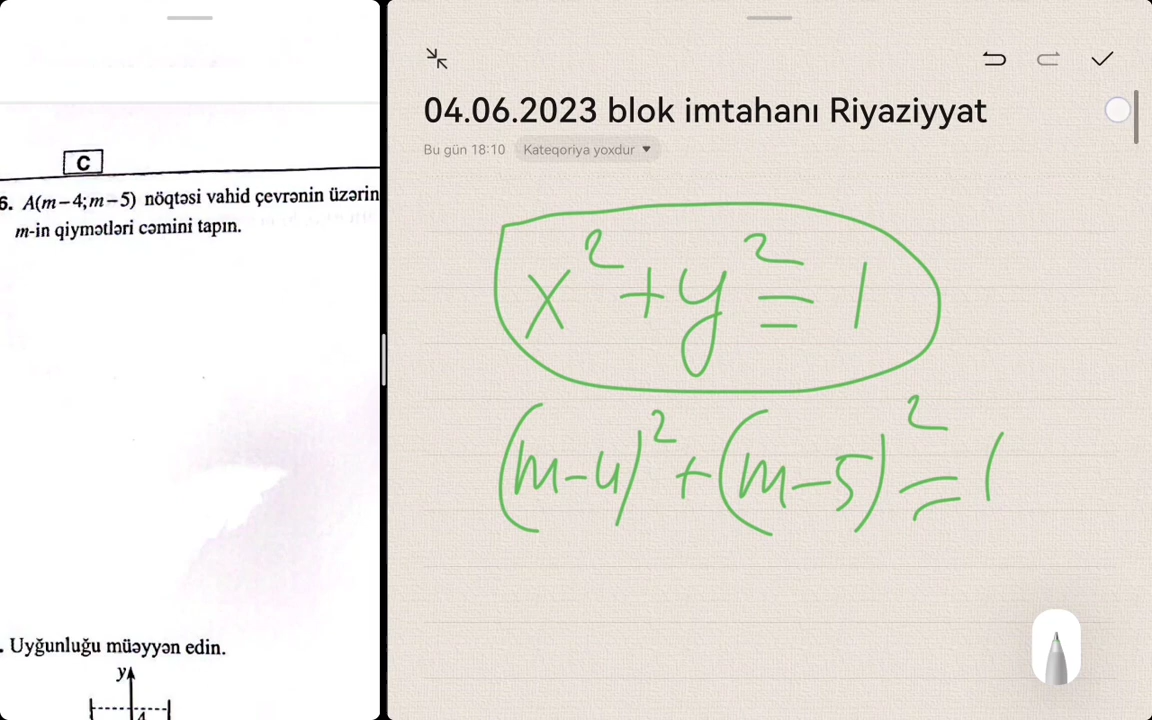 C
6. A(m-4;m-5) nöqtəsi vahid çevrənin üzərin
m-in qiymətləri cəmini tapın.
. Uyğunluğu müəyyən edin.
y
4
04.06.2023 blok imtahanı Riyaziyyat
Bu gün 18:10 Kateqoriya yoxdur
x² + y² = 1
(m-4)² + (m-5)² = 1